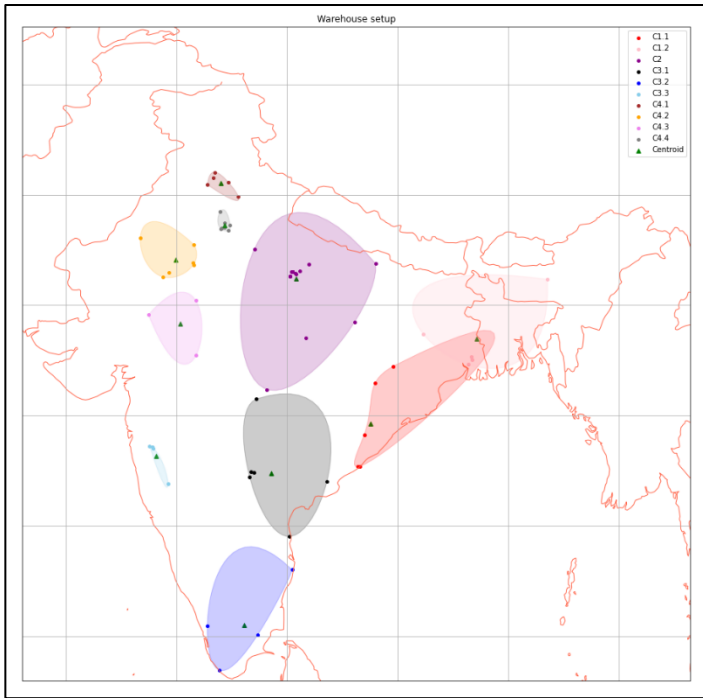 Warehouse setup
C1.1
C1.2
C2
C3.1
C3.2
C3.3
C4.1
C4.2
C4.3
C4.4
Centroid